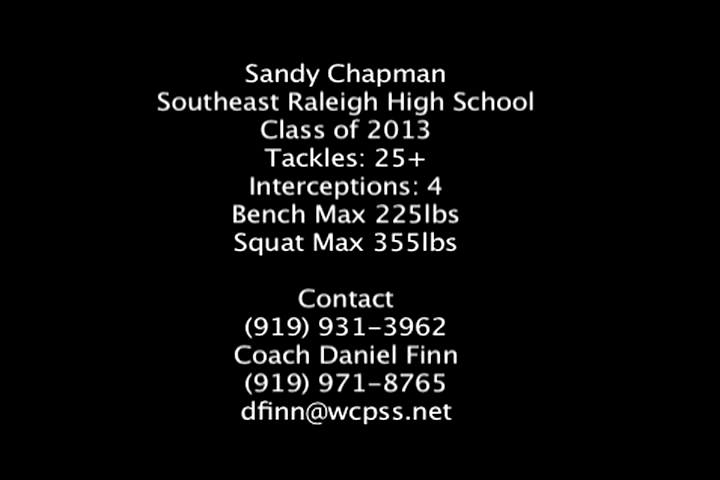 Sandy Chapman
Southeast Raleigh High School
Class of 2013
Tackles: 25+
Interceptions: 4
Bench Max 225lbs
Squat Max 355lbs
Contact
(919) 931-3962
Coach Daniel Finn
(919) 971-8765
dfinn@wcpss.net